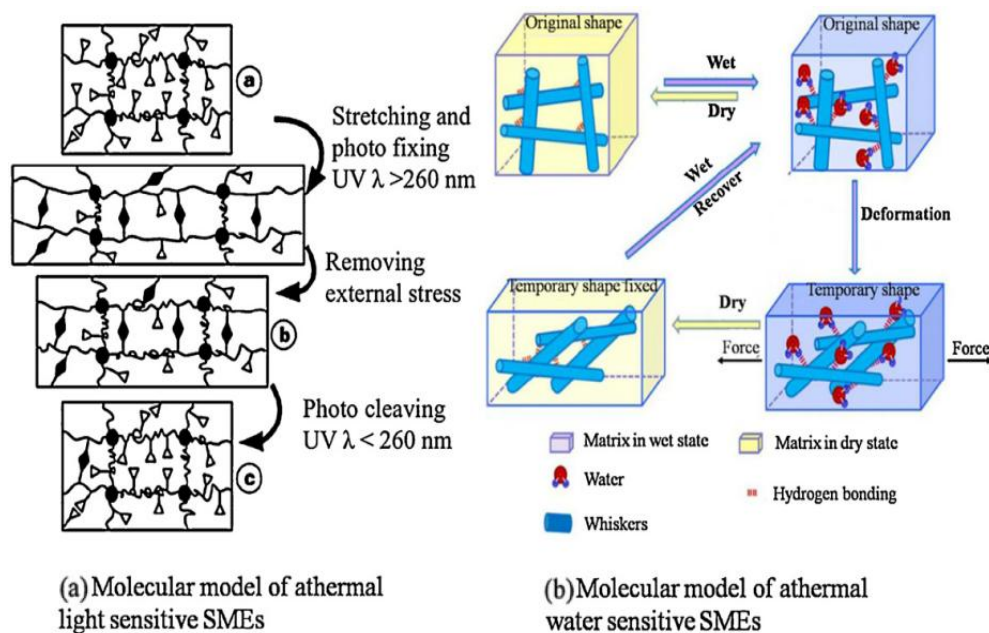 a
Stretching and
photo fixing
UV λ >260 nm
Removing
external stress
b
Photo cleaving
UV λ < 260 nm
c
(a) Molecular model of athermal
light sensitive SMEs
Original shape
Original shape
Wet
Dry
Wet
Recover
Deformation
Temporary shape fixed
Dry
Temporary shape
Force
Force
Matrix in wet state
Matrix in dry state
Water
Hydrogen bonding
Whiskers
(b) Molecular model of athermal
water sensitive SMEs